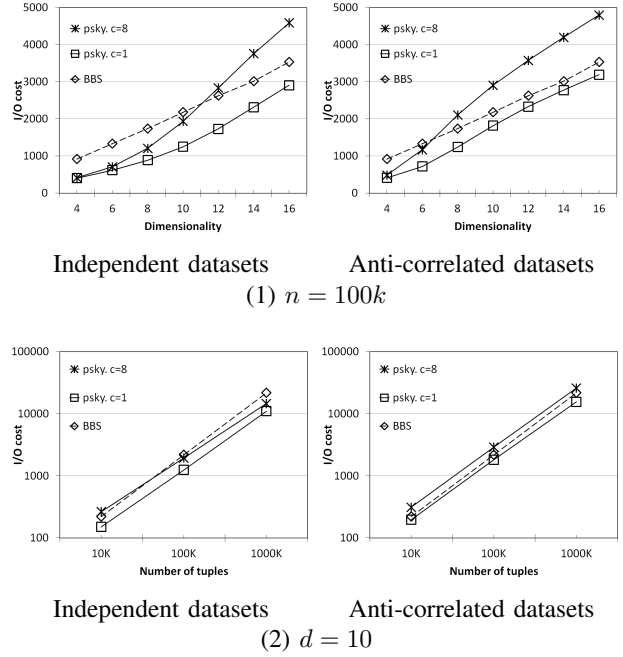 5000
4000
3000
2000
1000
0
I/O cost
psky. c=8
psky. c=1
BBS
4 6 8 10 12 14 16
Dimensionality
5000
4000
3000
2000
1000
0
I/O cost
psky. c=8
psky. c=1
BBS
4 6 8 10 12 14 16
Dimensionality
Independent datasets Anti-correlated datasets
(1) n = 100k
100000
10000
1000
100
I/O cost
psky. c=8
psky. c=1
BBS
10K 100K 1000K
Number of tuples
100000
10000
1000
100
I/O cost
psky. c=8
psky. c=1
BBS
10K 100K 1000K
Number of tuples
Independent datasets Anti-correlated datasets
(2) d = 10